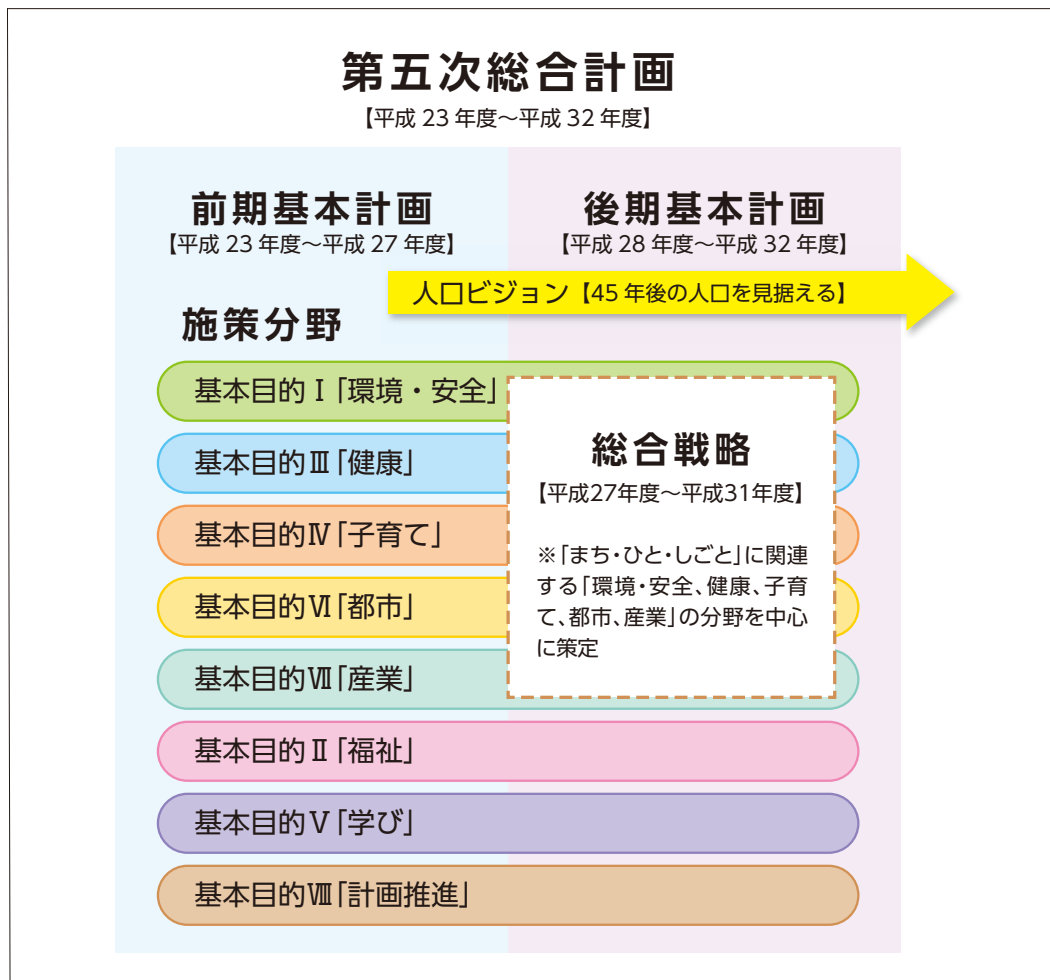 第五次総合計画
【平成 23 年度〜平成 32 年度】
前期基本計画
【平成 23 年度〜平成 27 年度】
後期基本計画
【平成 28 年度〜平成 32 年度】
人口ビジョン【45 年後の人口を見据える】
施策分野
基本目的Ⅰ「環境・安全」
基本目的Ⅲ「健康」
基本目的Ⅳ「子育て」
基本目的Ⅵ「都市」
基本目的Ⅶ「産業」
基本目的Ⅱ「福祉」
基本目的Ⅴ「学び」
基本目的Ⅷ「計画推進」
総合戦略
【平成27年度〜平成31年度】
※「まち・ひと・しごと」に関連
する「環境・安全、健康、子育
て、都市、産業」の分野を中心
に策定